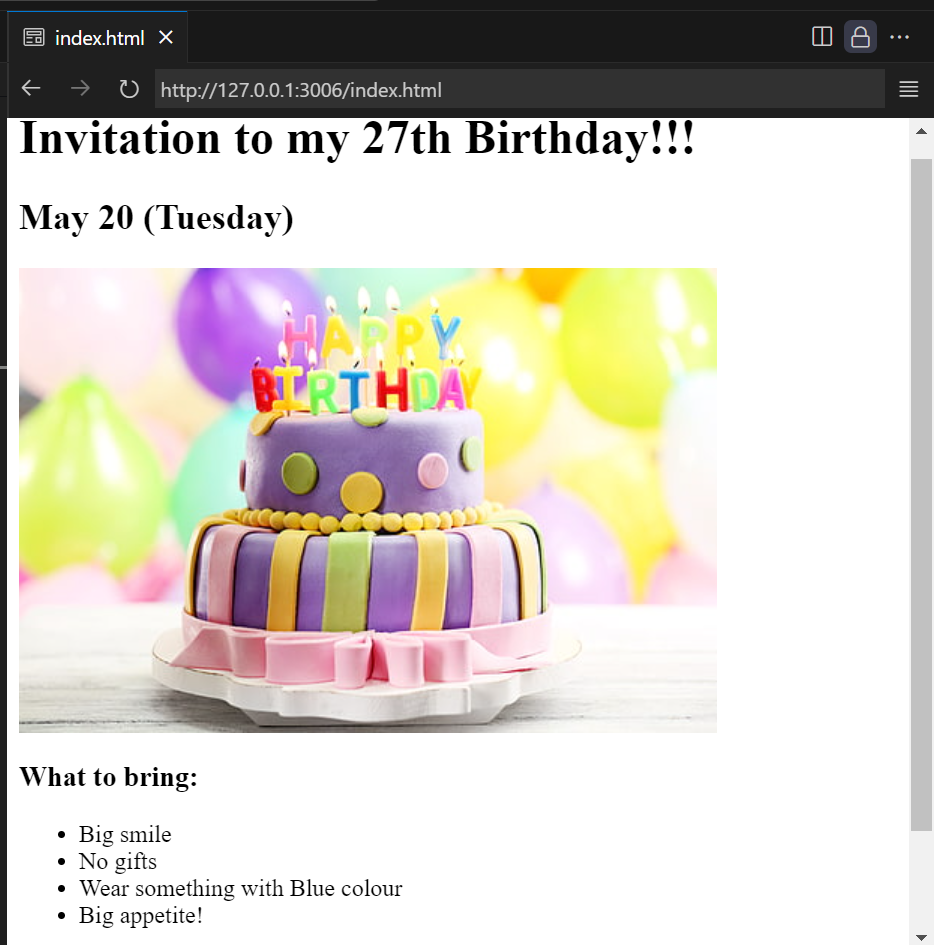 index.html
http://127.0.0.1:3006/index.html
Invitation to my 27th Birthday!!!
May 20 (Tuesday)
HAPPY
BIRTHDAY
What to bring:
Big smile
No gifts
Wear something with Blue colour
Big appetite!